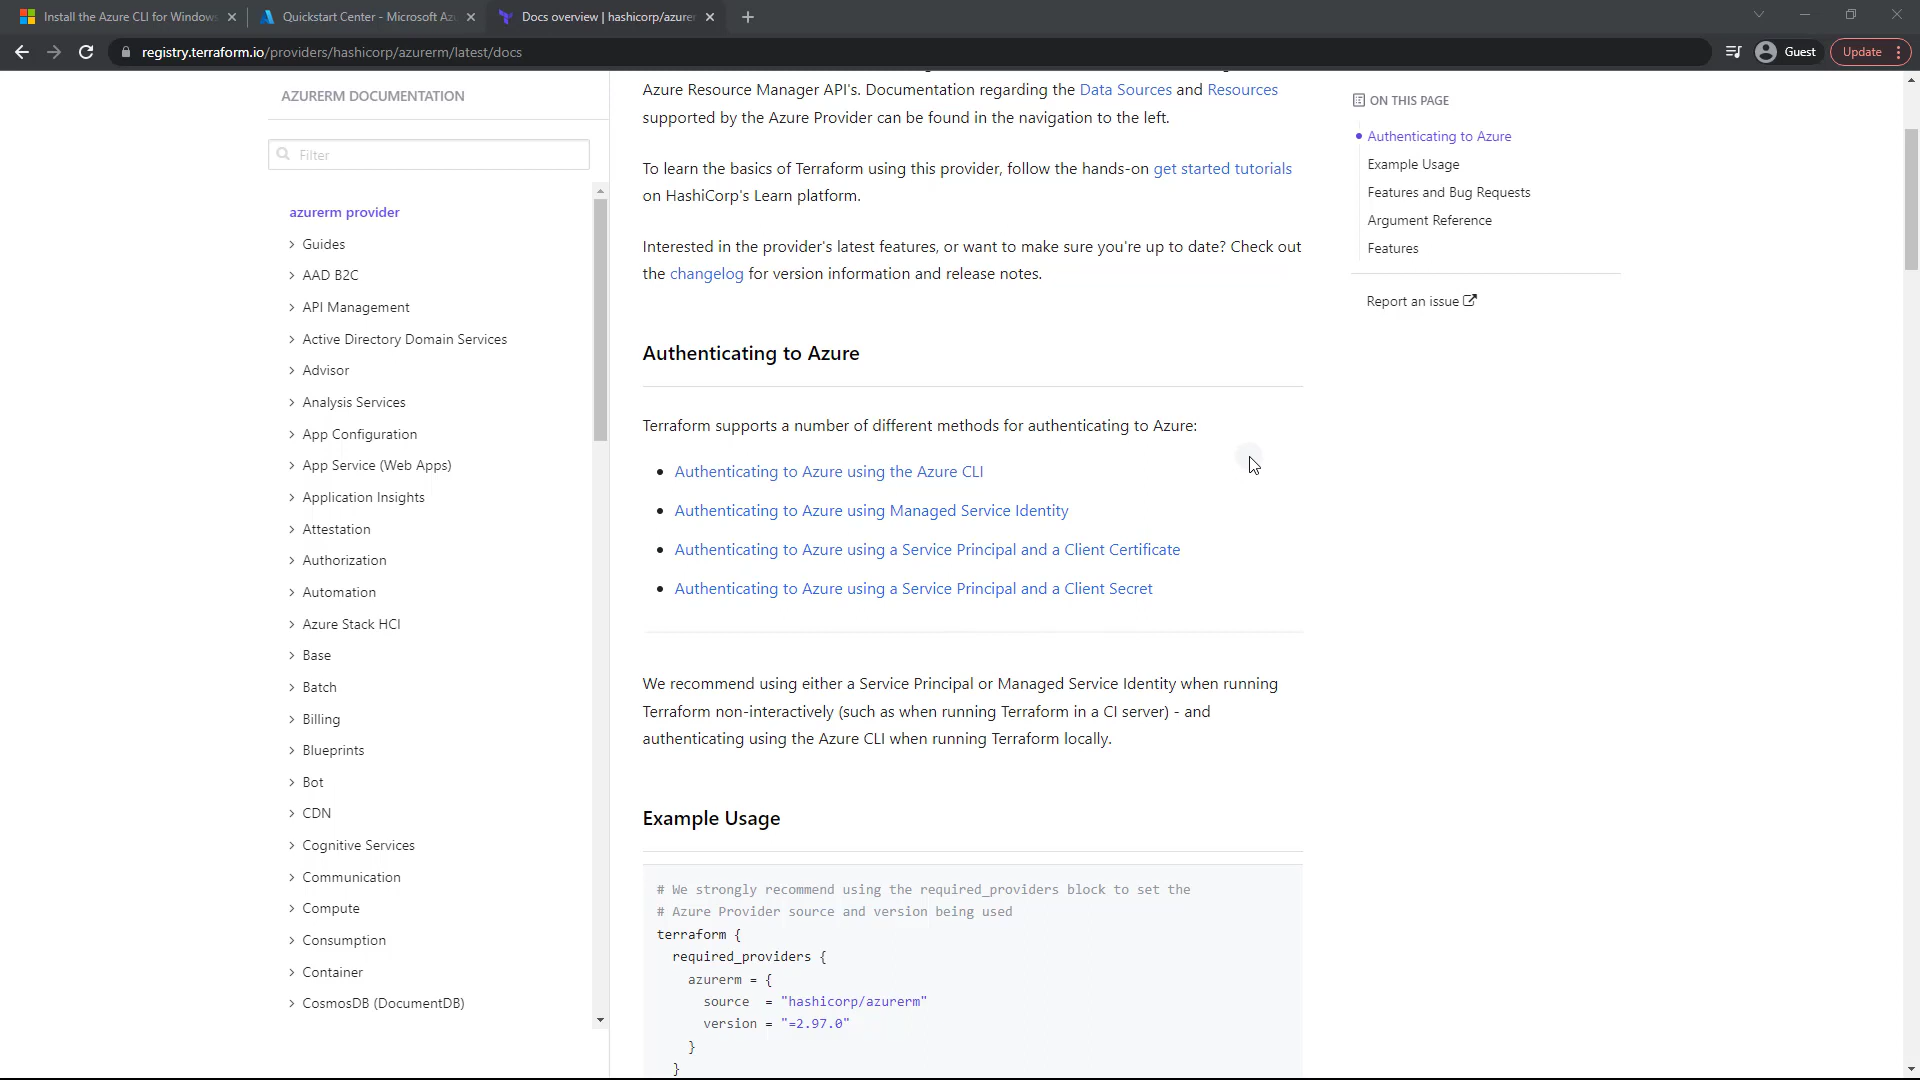 Install the Azure CLI for Windows
Quickstart Center - Microsoft Az
Docs overview | hashicorp/azurer
registry.terraform.io/providers/hashicorp/azurerm/latest/docs
Guest
Update
AZURERM DOCUMENTATION
Filter
azurerm provider
Guides
AAD B2C
API Management
Active Directory Domain Services
Advisor
Analysis Services
App Configuration
App Service (Web Apps)
Application Insights
Attestation
Authorization
Automation
Azure Stack HCI
Base
Batch
Billing
Blueprints
Bot
CDN
Cognitive Services
Communication
Compute
Consumption
Container
CosmosDB (DocumentDB)
Azure Resource Manager API's. Documentation regarding the Data Sources and Resources
supported by the Azure Provider can be found in the navigation to the left.
To learn the basics of Terraform using this provider, follow the hands-on get started tutorials
on HashiCorp's Learn platform.
Interested in the provider's latest features, or want to make sure you're up to date? Check out
the changelog for version information and release notes.
Authenticating to Azure
Terraform supports a number of different methods for authenticating to Azure:
• Authenticating to Azure using the Azure CLI
• Authenticating to Azure using Managed Service Identity
• Authenticating to Azure using a Service Principal and a Client Certificate
• Authenticating to Azure using a Service Principal and a Client Secret
We recommend using either a Service Principal or Managed Service Identity when running
Terraform non-interactively (such as when running Terraform in a CI server) - and
authenticating using the Azure CLI when running Terraform locally.
Example Usage
# We strongly recommend using the required_providers block to set the
# Azure Provider source and version being used
terraform {
required_providers {
azurerm = {
source = "hashicorp/azurerm"
version = "=2.97.0"
}
}
ON THIS PAGE
Authenticating to Azure
Example Usage
Features and Bug Requests
Argument Reference
Features
Report an issue